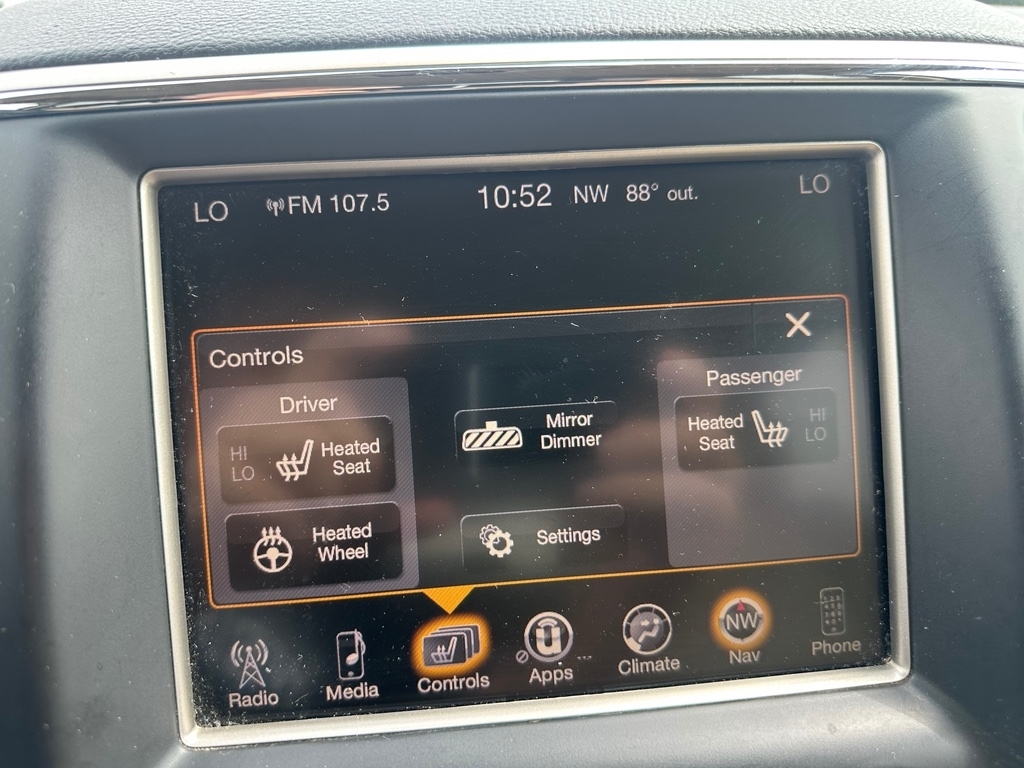 LO
FM 107.5
10:52
NW
88° out.
LO
Controls
X
Driver
HI
LO
Heated
Seat
Heated
Wheel
Mirror
Dimmer
Settings
Passenger
Heated
Seat
HI
LO
Radio
Media
Controls
u
Apps
Climate
NW
Nav
Phone